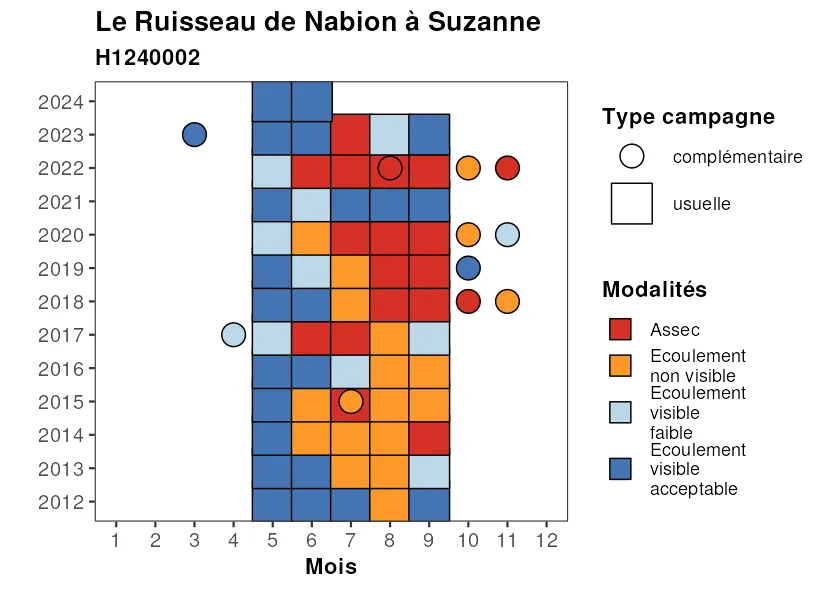 Le Ruisseau de Nabion à Suzanne
H1240002
2024
2023
2022
2021
2020
2019
2018
2017
2016
2015
2014
2013
2012
1 2 3 4 5 6 7 8 9 10 11 12
Mois
Type campagne
complémentaire
usuelle
Modalités
Assec
Ecoulement
non visible
Ecoulement
visible
faible
Ecoulement
visible
acceptable